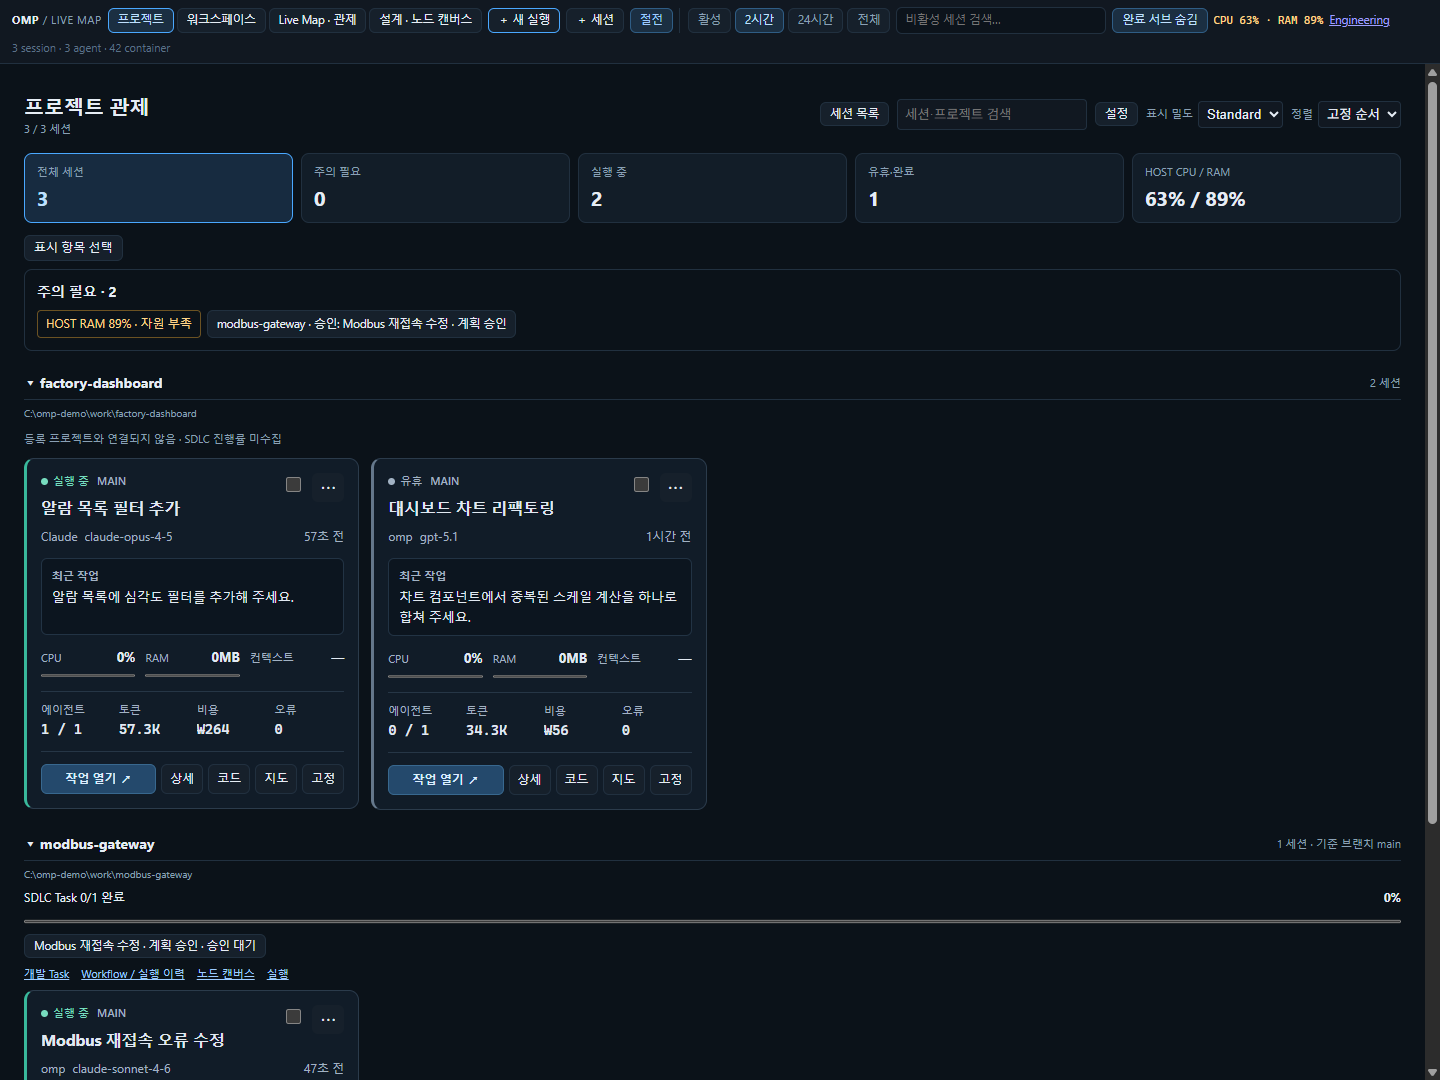 OMP / LIVE MAP 프로젝트 워크스페이스 Live Map · 관제 설계 · 노드 캔버스 + 새 실행 + 세션 절전 활성 2시간 24시간 전체 비활성 세션 검색... 완료 서브 숨김 CPU 63% · RAM 89% Engineering
3 session · 3 agent · 42 container
프로젝트 관제
3 / 3 세션
세션 목록 세션·프로젝트 검색 설정 표시 밀도 Standard 정렬 고정 순서
전체 세션 주의 필요 실행 중 유휴·완료 HOST CPU / RAM
3 0 2 1 63% / 89%
표시 항목 선택
주의 필요 · 2
HOST RAM 89% · 자원 부족 modbus-gateway · 승인: Modbus 재접속 수정 · 계획 승인
▼ factory-dashboard 2 세션
C:\omp-demo\work\factory-dashboard
등록 프로젝트와 연결되지 않음 · SDLC 진행률 미수집
● 실행 중 MAIN ...
알람 목록 필터 추가
Claude claude-opus-4-5 57초 전
최근 작업
알람 목록에 심각도 필터를 추가해 주세요.
CPU 0% RAM 0MB 컨텍스트 —
에이전트 토큰 비용 오류
1 / 1 57.3K ₩264 0
작업 열기 ↗ 상세 코드 지도 고정
● 유휴 MAIN ...
대시보드 차트 리팩토링
omp gpt-5.1 1시간 전
최근 작업
차트 컴포넌트에서 중복된 스케일 계산을 하나로
합쳐 주세요.
CPU 0% RAM 0MB 컨텍스트 —
에이전트 토큰 비용 오류
0 / 1 34.3K ₩56 0
작업 열기 ↗ 상세 코드 지도 고정
▼ modbus-gateway 1 세션 · 기준 브랜치 main
C:\omp-demo\work\modbus-gateway
SDLC Task 0/1 완료 0%
Modbus 재접속 수정 · 계획 승인 · 승인 대기
개발 Task Workflow / 실행 이력 노드 캔버스 실행
● 실행 중 MAIN ...
Modbus 재접속 오류 수정
omp claude-sonnet-4-6 47초 전